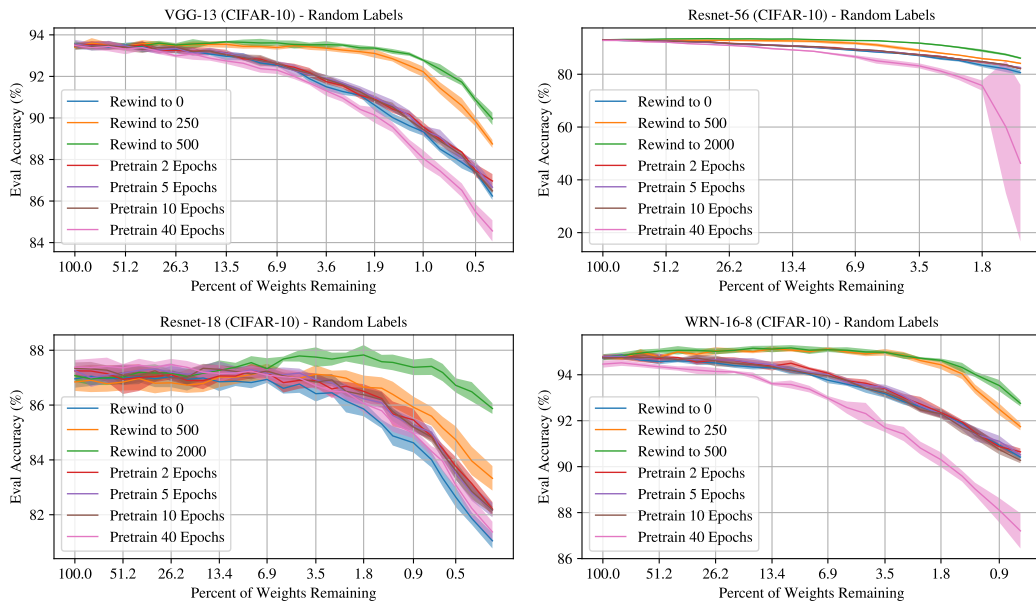 VGG-13 (CIFAR-10) - Random Labels
94
92
90
88
86
84
Eval Accuracy (%)
Rewind to 0
Rewind to 250
Rewind to 500
Pretrain 2 Epochs
Pretrain 5 Epochs
Pretrain 10 Epochs
Pretrain 40 Epochs
100.0 51.2 26.3 13.5 6.9 3.6 1.9 1.0 0.5
Percent of Weights Remaining
Resnet-56 (CIFAR-10) - Random Labels
80
60
40
20
Eval Accuracy (%)
Rewind to 0
Rewind to 500
Rewind to 2000
Pretrain 2 Epochs
Pretrain 5 Epochs
Pretrain 10 Epochs
Pretrain 40 Epochs
100.0 51.2 26.2 13.4 6.9 3.5 1.8
Percent of Weights Remaining
Resnet-18 (CIFAR-10) - Random Labels
88
86
84
82
Eval Accuracy (%)
Rewind to 0
Rewind to 500
Rewind to 2000
Pretrain 2 Epochs
Pretrain 5 Epochs
Pretrain 10 Epochs
Pretrain 40 Epochs
100.0 51.2 26.2 13.4 6.9 3.5 1.8 0.9 0.5
Percent of Weights Remaining
WRN-16-8 (CIFAR-10) - Random Labels
94
92
90
88
86
Eval Accuracy (%)
Rewind to 0
Rewind to 250
Rewind to 500
Pretrain 2 Epochs
Pretrain 5 Epochs
Pretrain 10 Epochs
Pretrain 40 Epochs
100.0 51.2 26.2 13.4 6.9 3.5 1.8 0.9
Percent of Weights Remaining